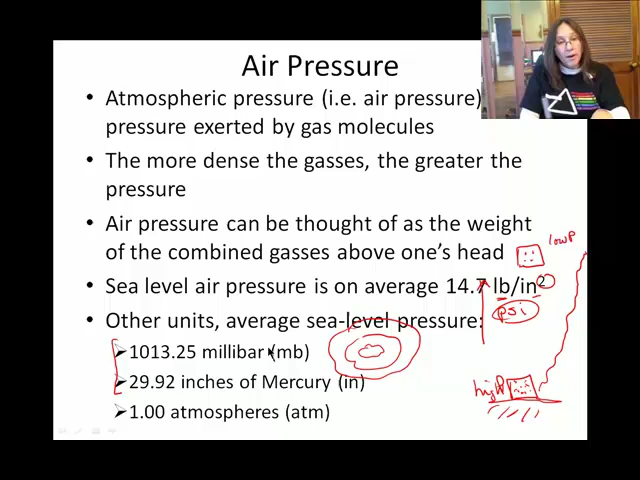 Air Pressure
• Atmospheric pressure (i.e. air pressure)
pressure exerted by gas molecules
• The more dense the gasses, the greater the
pressure
• Air pressure can be thought of as the weight
of the combined gasses above one's head
low P
• Sea level air pressure is on average 14.7 lb/in2
psi
• Other units, average sea-level pressure:
➢1013.25 millibar (mb)
➢29.92 inches of Mercury (in)
high P
➢1.00 atmospheres (atm)